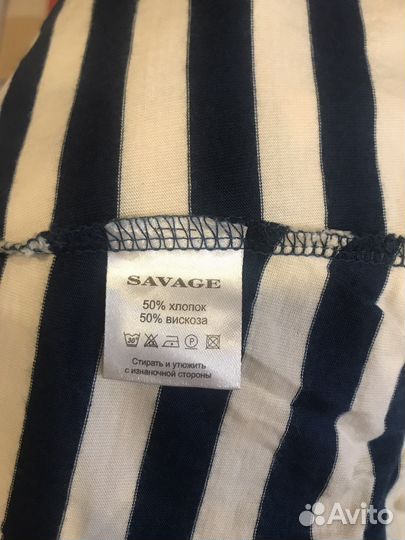 SAVAGE
50% хлопок
50% вискоза
30°
P
Стирать и утюжить
с изнаночной стороны
Avito